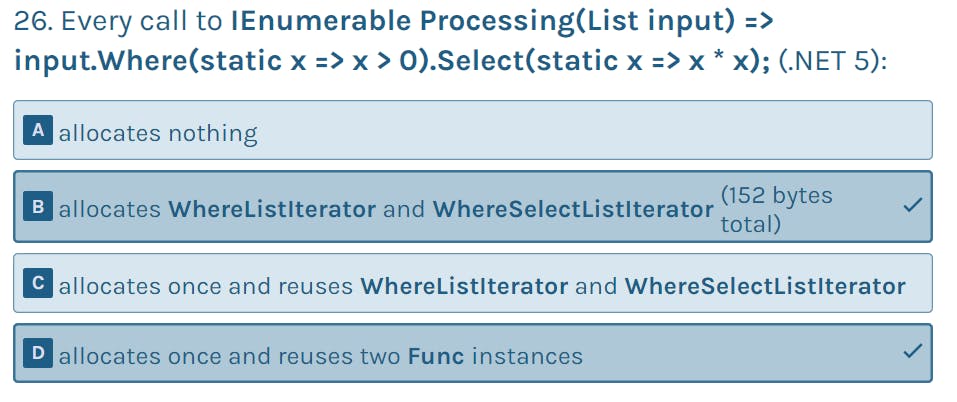 26. Every call to IEnumerable Processing(List input) =>
input.Where(static x => x > 0).Select(static x => x * x); (.NET 5):
A allocates nothing
B allocates WhereListIterator and WhereSelectListIterator (152 bytes
total)
C allocates once and reuses WhereListIterator and WhereSelectListIterator
D allocates once and reuses two Func instances